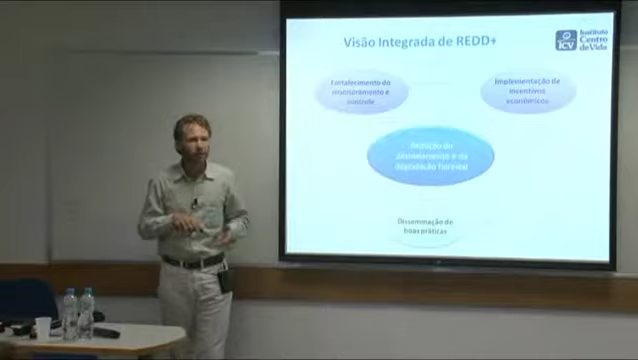 Visão Integrada de REDD+
Instituto
Centro
de Vida
ICV
Fortalecimento do
monitoramento e
controle
Implementação de
incentivos
econômicos
Redução do
desmatamento e da
degradação florestal
Disseminação de
boas práticas